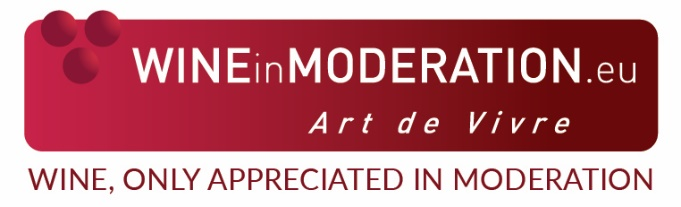 WINEinMODERATION.eu
Art de Vivre
WINE, ONLY APPRECIATED IN MODERATION